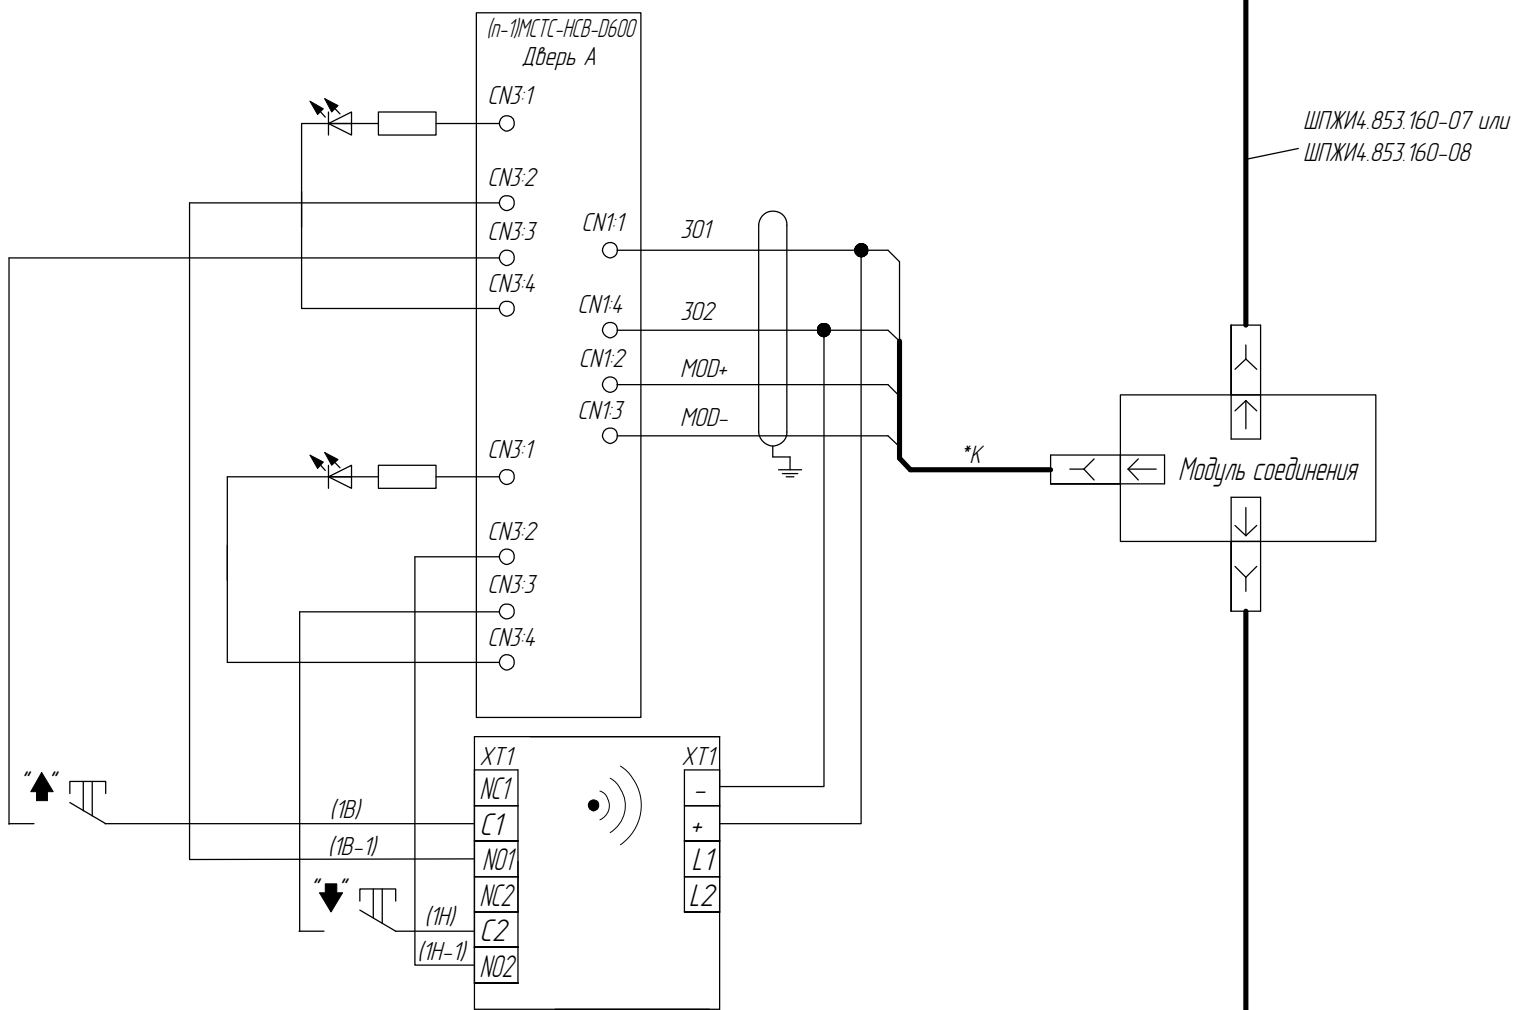 (n-1)МСТС-НСВ-D600
Дверь А
CN3:1
CN3:2
CN3:3
CN3:4
CN1:1
CN1:4
CN1:2
CN1:3
301
302
MOD+
MOD-
CN3:1
CN3:2
CN3:3
CN3:4
ШПЖИ4.853.160-07 или
ШПЖИ4.853.160-08
*К
Модуль соединения
XT1
NC1
C1
NO1
NC2
C2
NO2
XT1
-
+
L1
L2
" "
(1В)
(1В-1)
" "
(1Н)
(1Н-1)